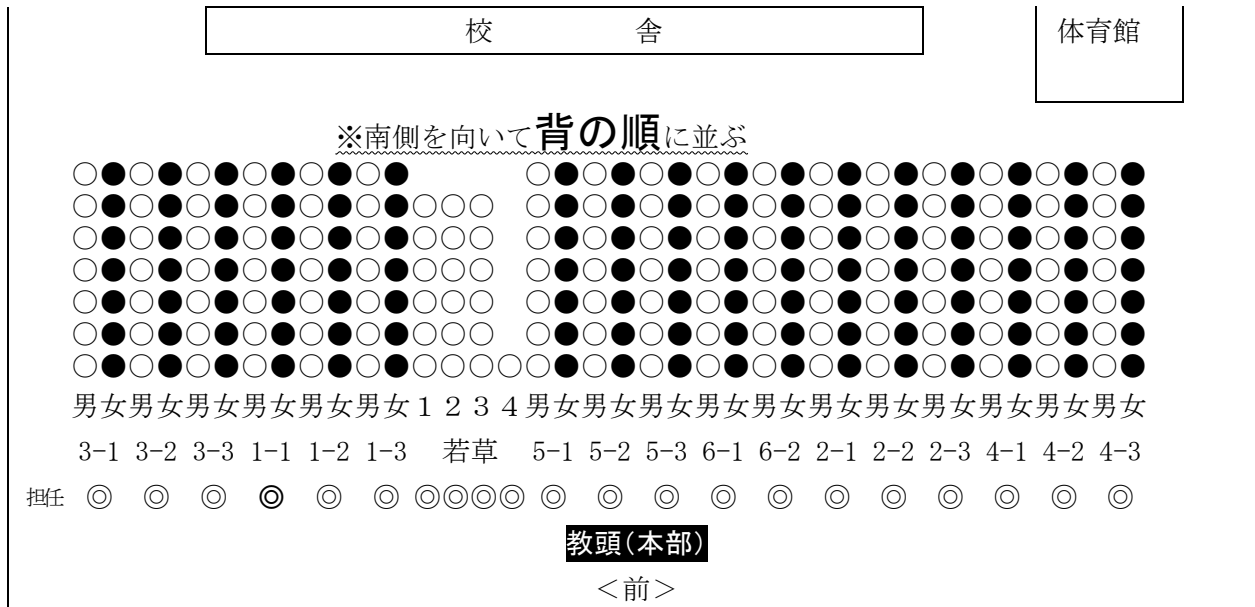 校　　　舎
体育館
※南側を向いて背の順に並ぶ
○●○●○●○●○●○●　　　　○●○●○●○●○●○●○●○●○●○●○●
○●○●○●○●○●○●○○○　○●○●○●○●○●○●○●○●○●○●○●
○●○●○●○●○●○●○○○　○●○●○●○●○●○●○●○●○●○●○●
○●○●○●○●○●○●○○○　○●○●○●○●○●○●○●○●○●○●○●
○●○●○●○●○●○●○○○　○●○●○●○●○●○●○●○●○●○●○●
○●○●○●○●○●○●○○○　○●○●○●○●○●○●○●○●○●○●○●
○●○●○●○●○●○●○○○○○●○●○●○●○●○●○●○●○●○●○●
男女男女男女男女男女男女１２３４男女男女男女男女男女男女男女男女男女男女男女
3-1 3-2 3-3 1-1 1-2 1-3 若草 5-1 5-2 5-3 6-1 6-2 2-1 2-2 2-3 4-1 4-2 4-3
担任 ◎ ◎ ◎ ◎ ◎ ◎ ◎◎◎◎ ◎ ◎ ◎ ◎ ◎ ◎ ◎ ◎ ◎ ◎ ◎
教頭(本部)
＜前＞